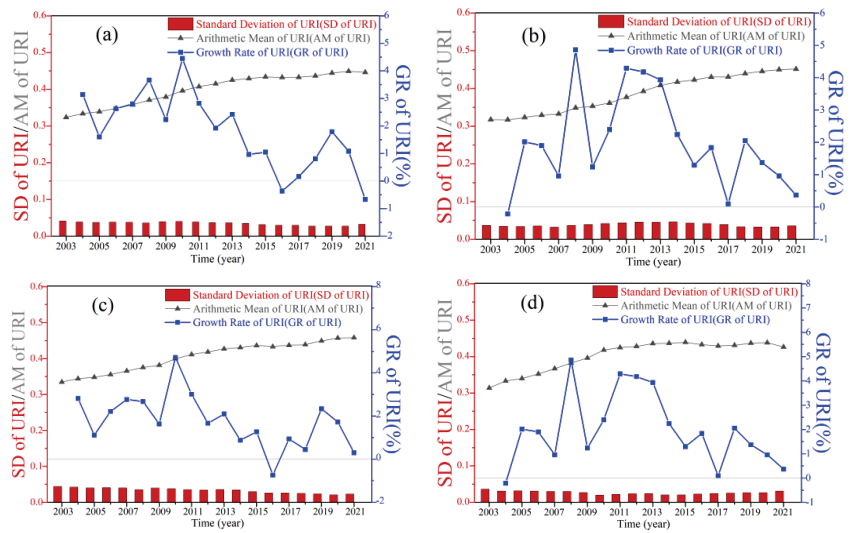 (a)
Standard Deviation of URI(SD of URI)
Arithmetic Mean of URI(AM of URI)
Growth Rate of URI(GR of URI)
SD of URI/AM of URI
GR of URI(%)
0.6
0.5
0.4
0.3
0.2
0.1
0.0
6
5
4
3
2
1
0
-1
2
2003 2005 2007 2009 2011 2013 2015 2017 2019 2021
Time (year)
(b)
Standard Deviation of URI(SD of URI)
Arithmetic Mean of URI(AM of URI)
Growth Rate of URI(GR of URI)
SD of URI/AM of URI
GR of URI(%)
0.6
0.5
0.4
0.3
0.2
0.1
0.0
6
5
4
3
2
1
0
-1
2003 2005 2007 2009 2011 2013 2015 2017 2019 2021
Time (year)
(c)
Standard Deviation of URI(SD of URI)
Arithmetic Mean of URI(AM of URI)
Growth Rate of URI(GR of URI)
SD of URI/AM of URI
GR of URI(%)
0.6
0.5
0.4
0.3
0.2
0.1
0.0
8
6
4
2
0
-2
2003 2005 2007 2009 2011 2013 2015 2017 2019 2021
Time (year)
(d)
Standard Deviation of URI(SD of URI)
Arithmetic Mean of URI(AM of URI)
Growth Rate of URI(GR of URI)
SD of URI/AM of URI
GR of URI(%)
0.6
0.5
0.4
0.3
0.2
0.1
0.0
8
7
6
5
4
3
2
1
0
-1
2003 2005 2007 2009 2011 2013 2015 2017 2019 2021
Time (year)